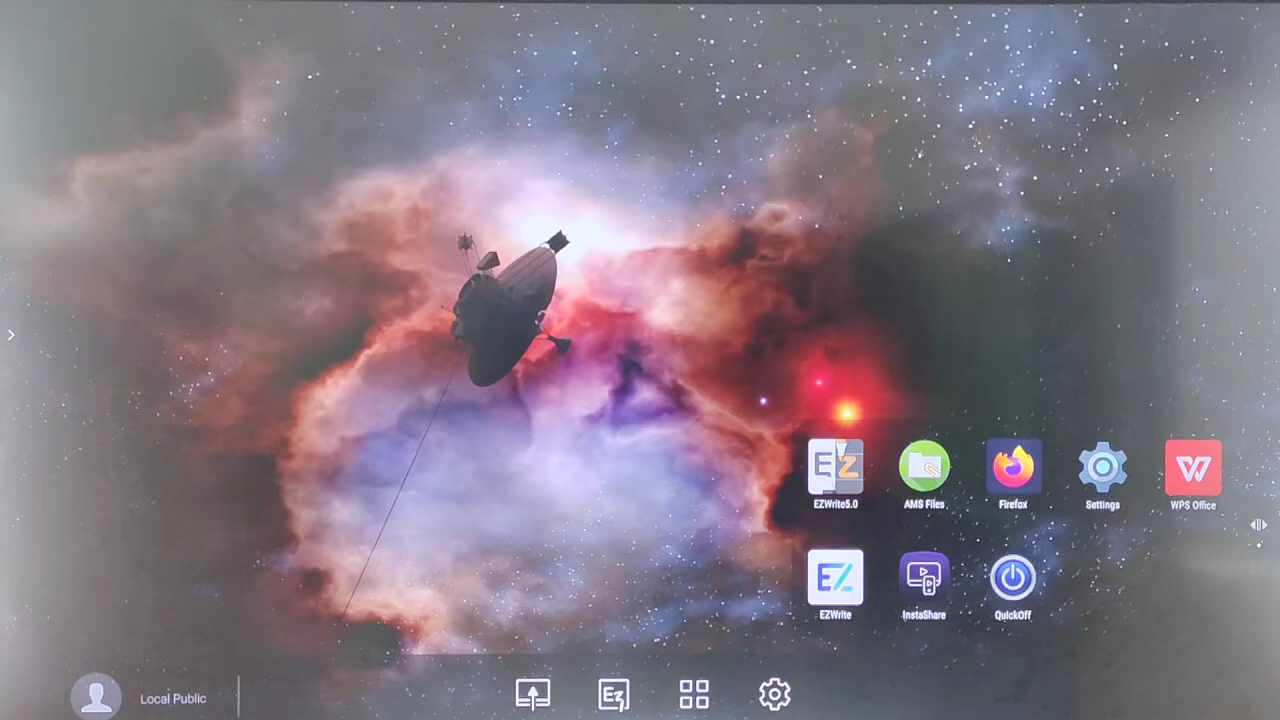 EZWrite5.0
AMS Files
Firefox
Settings
WPS Office
EZWrite
InstaShare
QuickOff
Local Public